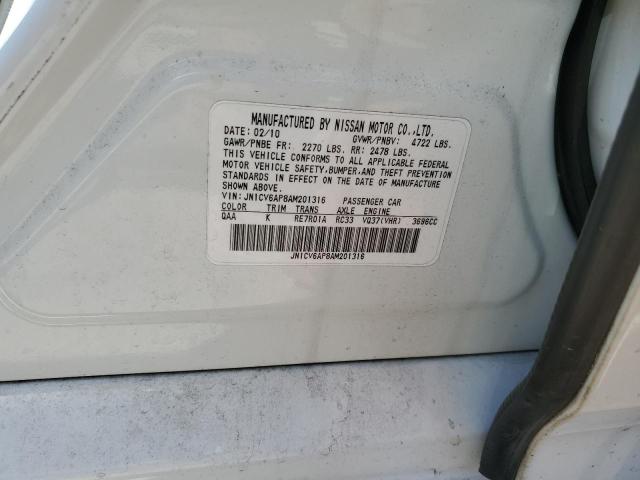 MANUFACTURED BY NISSAN MOTOR CO.,LTD.
DATE: 02/10 GVWR/PNBV: 4722 LBS.
GAWR/PNBE FR: 2270 LBS. RR: 2478 LBS.
THIS VEHICLE CONFORMS TO ALL APPLICABLE FEDERAL
MOTOR VEHICLE SAFETY,BUMPER, AND THEFT PREVENTION
STANDARDS IN EFFECT ON THE DATE OF MANUFACTURE
SHOWN ABOVE.
VIN: JN1CV6AP8AM201316 PASSENGER CAR
COLOR TRIM TRANS AXLE ENGINE
QAA K RE7R01A RC33 VQ37(VHR) 3696CC
JN1CV6AP8AM201316